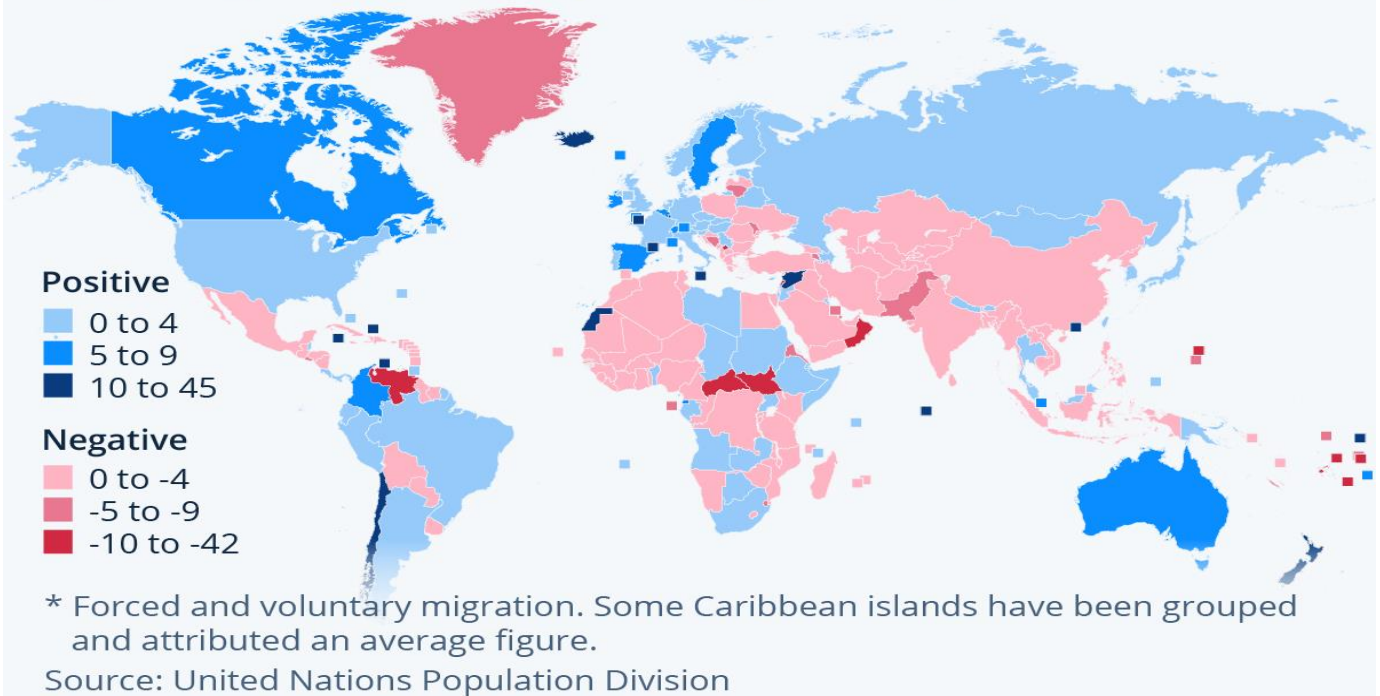 Positive
0 to 4
5 to 9
10 to 45
Negative
0 to -4
-5 to -9
-10 to -42
* Forced and voluntary migration. Some Caribbean islands have been grouped
and attributed an average figure.
Source: United Nations Population Division